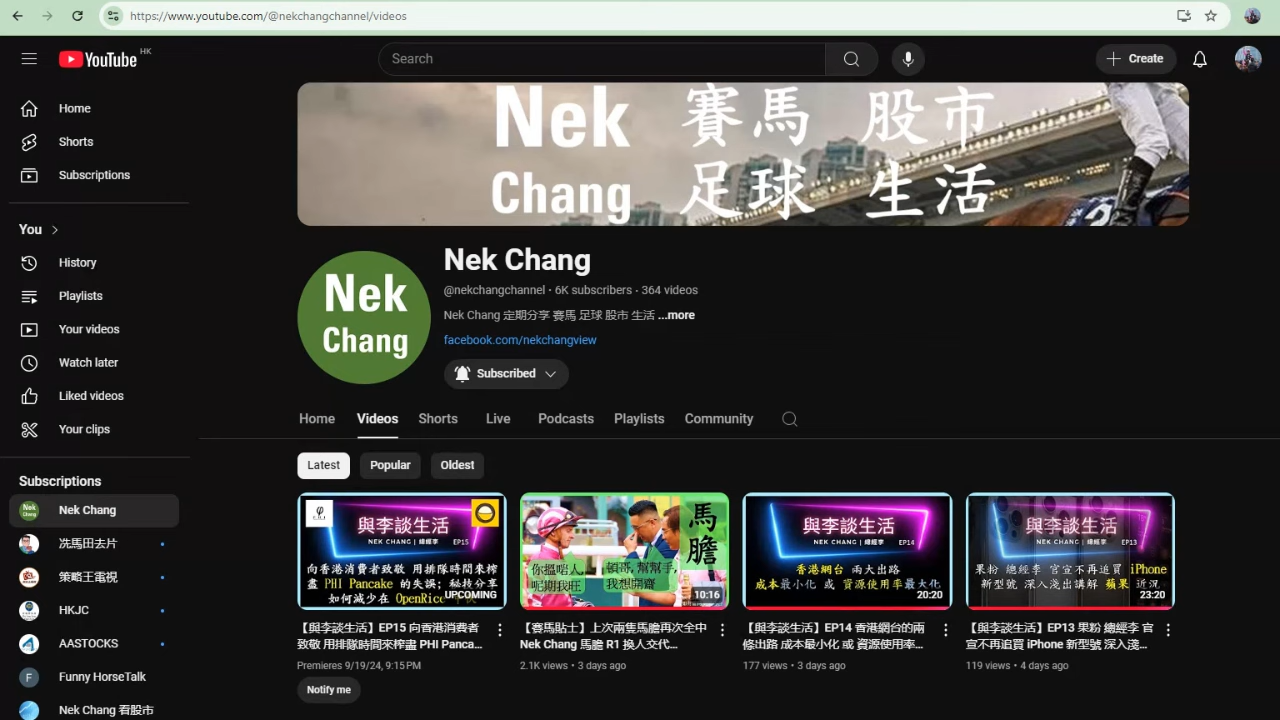 https://www.youtube.com/@nekchangchannel/videos
YouTube HK
Search
Create
Home
Shorts
Subscriptions
You
History
Playlists
Your videos
Watch later
Liked videos
Your clips
Subscriptions
Nek Chang
冼馬田去片
策略王電視
HKJC
AASTOCKS
Funny HorseTalk
Nek Chang 看股市
Nek 賽馬 股市
Chang 足球 生活
Nek
Chang
Nek Chang
@nekchangchannel · 6K subscribers · 364 videos
Nek Chang 定期分享 賽馬 足球 股市 生活 ...more
facebook.com/nekchangview
Subscribed
Home Videos Shorts Live Podcasts Playlists Community
Latest Popular Oldest
與李談生活
NEK CHANG | 總經李 EP15
向香港消費者致敬 用排隊時間來榨
盡 PHI Pancake 的失誤; 秘技分享
如何減少在 OpenRice
UPCOMING
【與李談生活】EP15 向香港消費者
致敬 用排隊時間來榨盡 PHI Panca...
Premieres 9/19/24, 9:15 PM
Notify me
馬膽
你搵啱人,
呢期我旺
頓哥, 幫幫手,
我想開齋
10:16
【賽馬貼士】上次兩隻馬膽再次全中
Nek Chang 馬膽 R1 換人交代...
2.1K views · 3 days ago
與李談生活
NEK CHANG | 總經李 EP14
香港網台 兩大出路
成本最小化 或 資源使用率最大化
20:20
【與李談生活】EP14 香港網台的兩
條出路 成本最小化 或 資源使用率...
177 views · 3 days ago
與李談生活
NEK CHANG | 總經李 EP13
果粉 總經李 官宣不再追買 iPhone
新型號 深入淺出講解 蘋果 近況
23:20
【與李談生活】EP13 果粉 總經李 官
宣不再追買 iPhone 新型號 深入淺...
119 views · 4 days ago